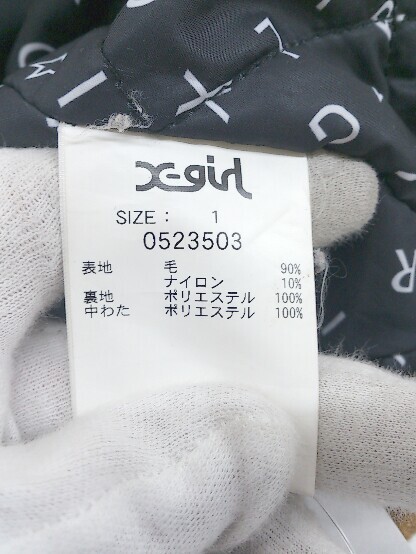 X-girl
SIZE : 1
0523503
表地 毛 90%
ナイロン 10%
裏地 ポリエステル 100%
中わた ポリエステル 100%